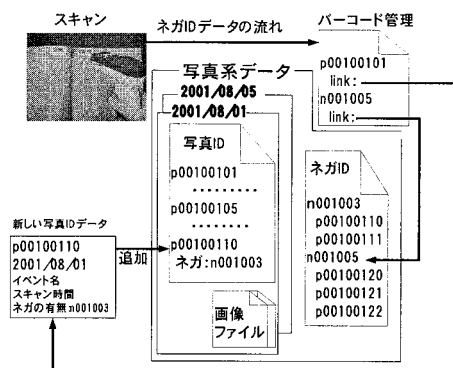 スキャン
ネガIDデータの流れ
バーコード管理
p00100101
link:
n001005
link:
写真系データ
2001/08/05
2001/08/01
写真ID
p00100101
・・・・・・・・・
p00100105
・・・・・・・・
p00100110
ネガ:n001003
画像
ファイル
ネガID
n001003
p00100110
p00100111
n001005
p00100120
p00100121
p00100122
新しい写真IDデータ
p00100110
2001/08/01
イベント名
スキャン時間
ネガの有無n001003
追加